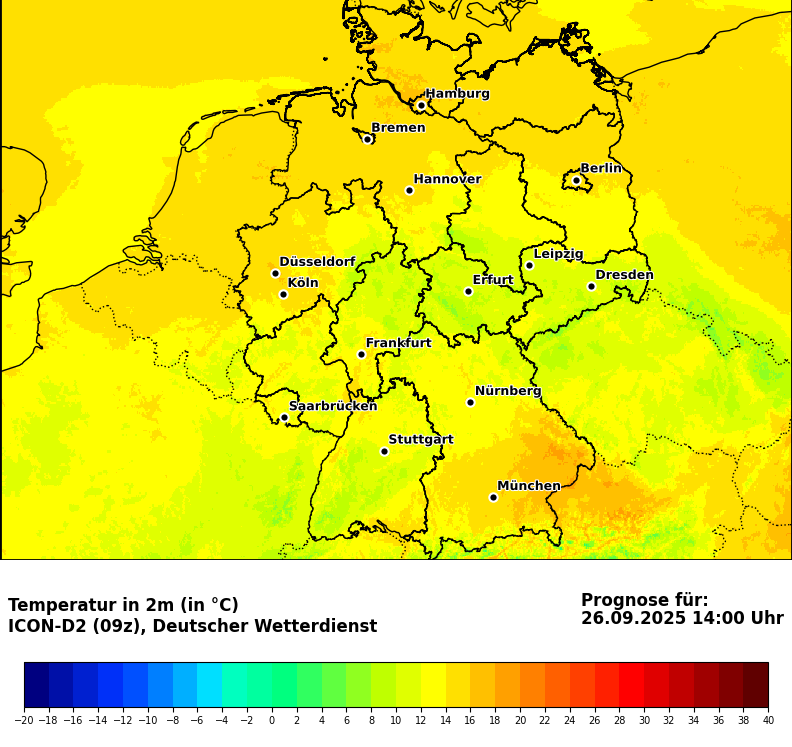 Hamburg
Bremen
Berlin
Hannover
Leipzig
Düsseldorf
Dresden
Erfurt
Köln
Frankfurt
Nürnberg
Saarbrücken
Stuttgart
München
Temperatur in 2m (in °C)
ICON-D2 (09z), Deutscher Wetterdienst
Prognose für:
26.09.2025 14:00 Uhr
−20 −18 −16 −14 −12 −10 −8 −6 −4 −2 0 2 4 6 8 10 12 14 16 18 20 22 24 26 28 30 32 34 36 38 40